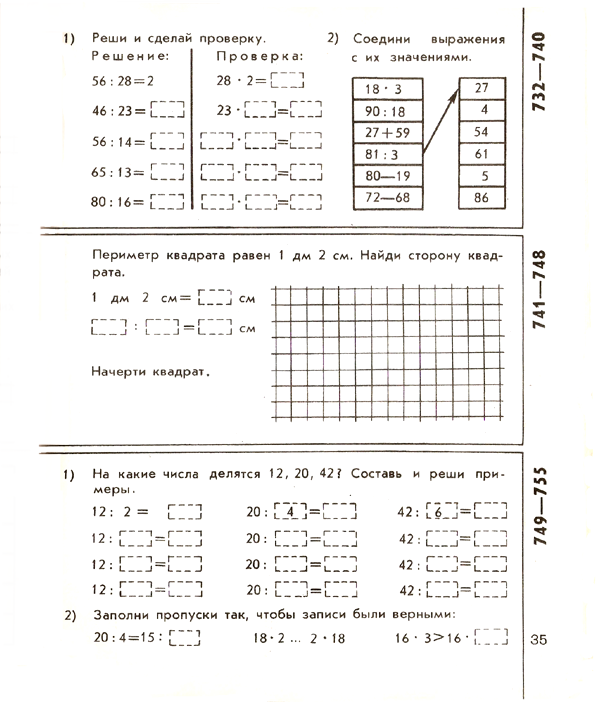 1) Реши и сделай проверку.
Решение: Проверка:
56 : 28 = 2 28 · 2 =
46 : 23 = 23 · =
56 : 14 = · =
65 : 13 = · =
80 : 16 = · =
2) Соедини выражения
с их значениями.
18 · 3 27
90 : 18 4
27 + 59 54
81 : 3 61
80—19 5
72—68 86
732—740
Периметр квадрата равен 1 дм 2 см. Найди сторону квад-
рата.
1 дм 2 см = см
: = см
Начерти квадрат.
741—748
1) На какие числа делятся 12, 20, 42? Составь и реши при-
меры.
12 : 2 = 20 : 4 = 42 : 6 =
12 : = 20 : = 42 : =
12 : = 20 : = 42 : =
12 : = 20 : = 42 : =
2) Заполни пропуски так, чтобы записи были верными:
20 : 4 = 15 : 18 · 2 ... 2 · 18 16 · 3 > 16 ·
749—755
35